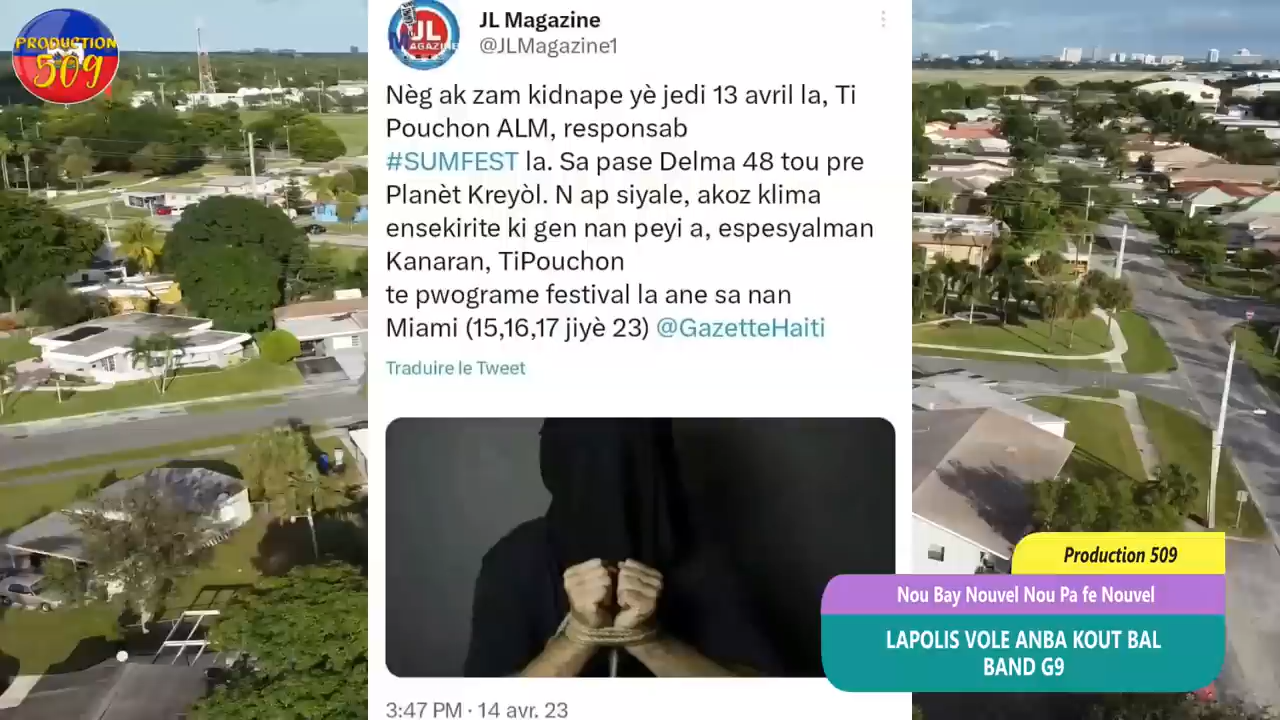 PRODUCTION
509
JL
MAGAZINE
JL Magazine
@JLMagazine1
Nèg ak zam kidnape yè jedi 13 avril la, Ti
Pouchon ALM, responsab
#SUMFEST la. Sa pase Delma 48 tou pre
Planèt Kreyòl. N ap siyale, akoz klima
ensekirite ki gen nan peyi a, espesyalman
Kanaran, TiPouchon
te pwograme festival la ane sa nan
Miami (15,16,17 jiyè 23) @GazetteHaiti
Traduire le Tweet
3:47 PM · 14 avr. 23
Production 509
Nou Bay Nouvel Nou Pa fe Nouvel
LAPOLIS VOLE ANBA KOUT BAL
BAND G9